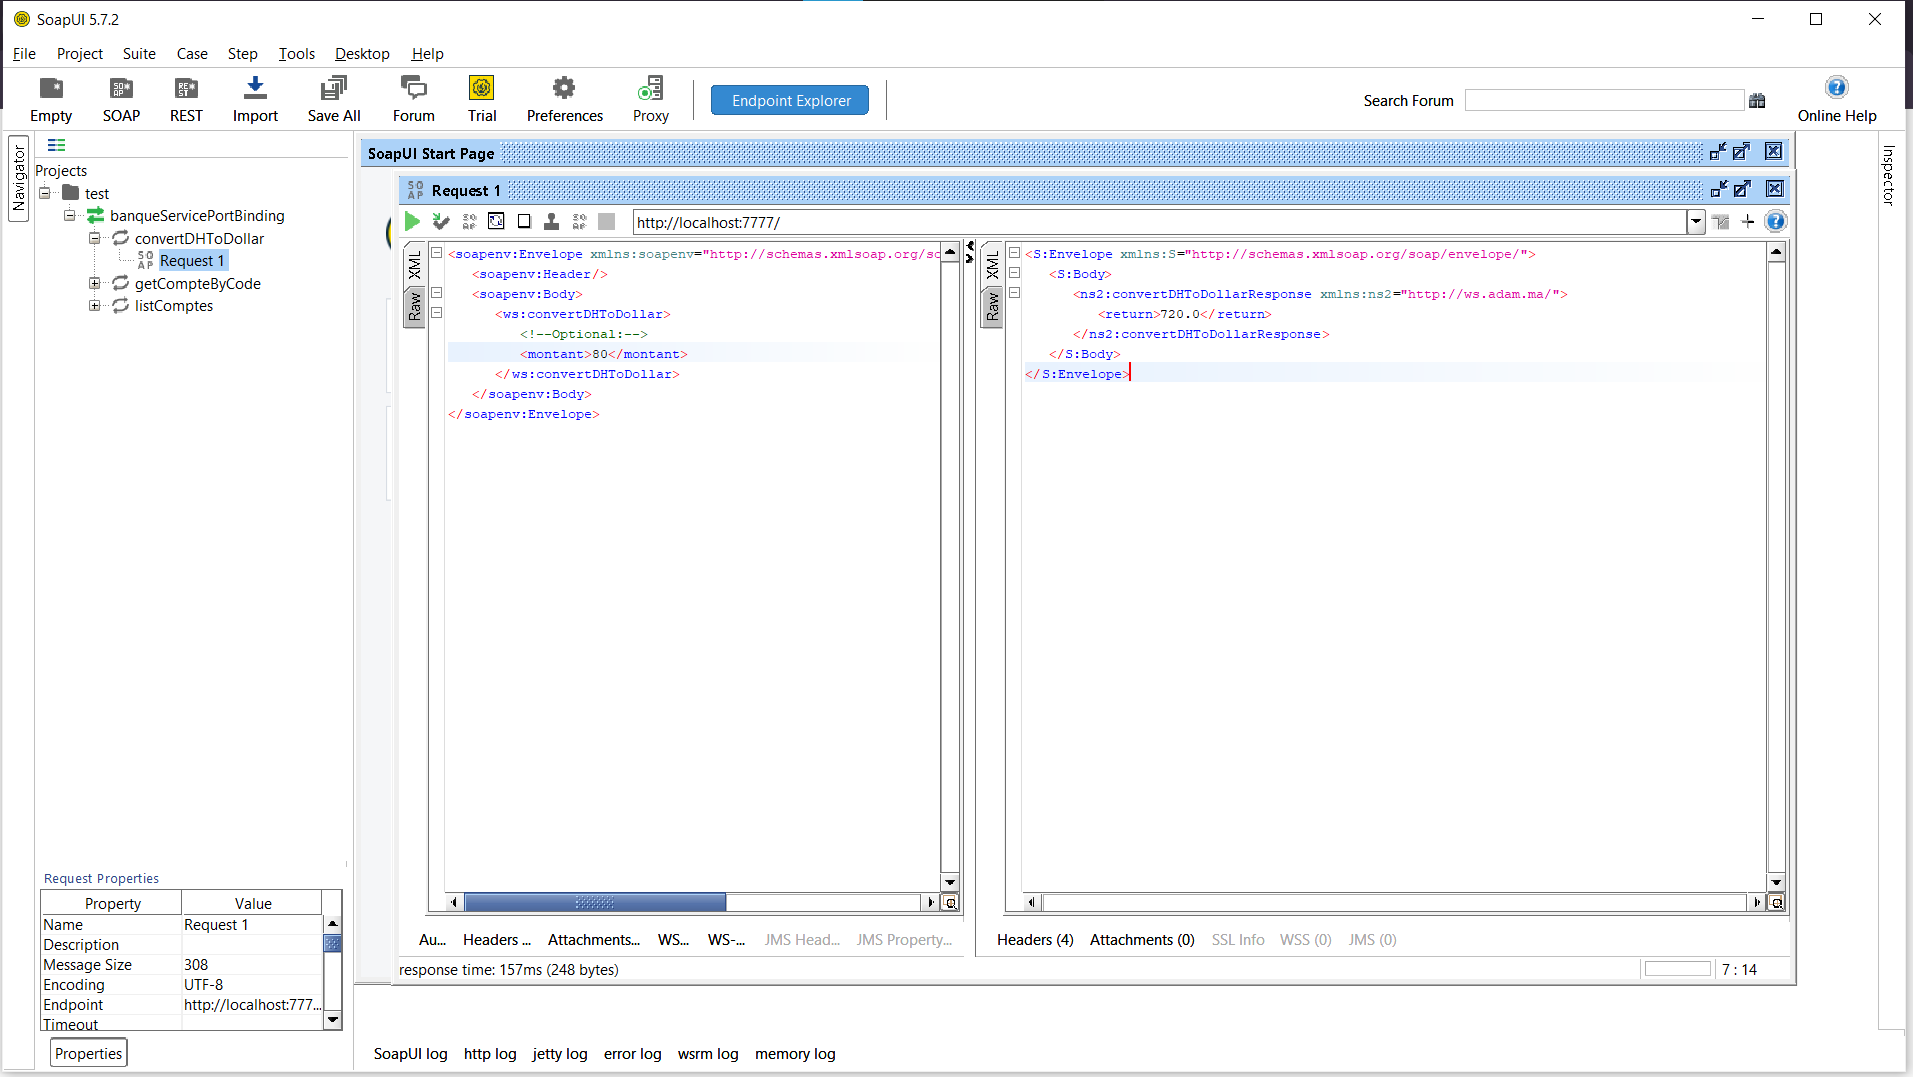 SoapUI 5.7.2
File Project Suite Case Step Tools Desktop Help
Empty SOAP REST Import Save All Forum Trial Preferences Proxy Endpoint Explorer Search Forum Online Help
Navigator
Inspector
Projects
test
banqueServicePortBinding
convertDHToDollar
Request 1
getCompteByCode
listComptes
SoapUI Start Page
Request 1
http://localhost:7777/
XML
Raw
<soapenv:Envelope xmlns:soapenv="http://schemas.xmlsoap.org/so
<soapenv:Header/>
<soapenv:Body>
<ws:convertDHToDollar>
<!--Optional:-->
<montant>80</montant>
</ws:convertDHToDollar>
</soapenv:Body>
</soapenv:Envelope>
XML
Raw
<S:Envelope xmlns:S="http://schemas.xmlsoap.org/soap/envelope/">
<S:Body>
<ns2:convertDHToDollarResponse xmlns:ns2="http://ws.adam.ma/">
<return>720.0</return>
</ns2:convertDHToDollarResponse>
</S:Body>
</S:Envelope>
Au... Headers ... Attachments... WS... WS-... JMS Head... JMS Property...
Headers (4) Attachments (0) SSL Info WSS (0) JMS (0)
response time: 157ms (248 bytes)
7 : 14
Request Properties
Property Value
Name Request 1
Description
Message Size 308
Encoding UTF-8
Endpoint http://localhost:777...
Timeout
Properties
SoapUI log http log jetty log error log wsrm log memory log